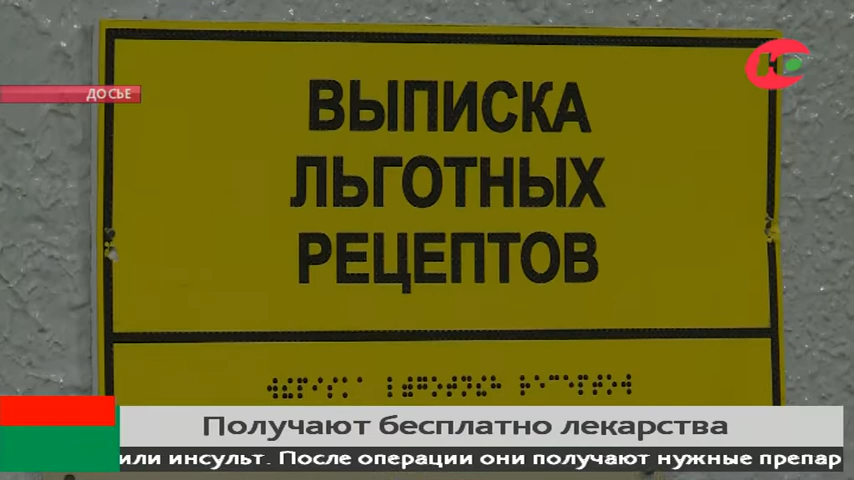 ДОСЬЕ
ВЫПИСКА
ЛЬГОТНЫХ
РЕЦЕПТОВ
Получают бесплатно лекарства
или инсульт. После операции они получают нужные препар